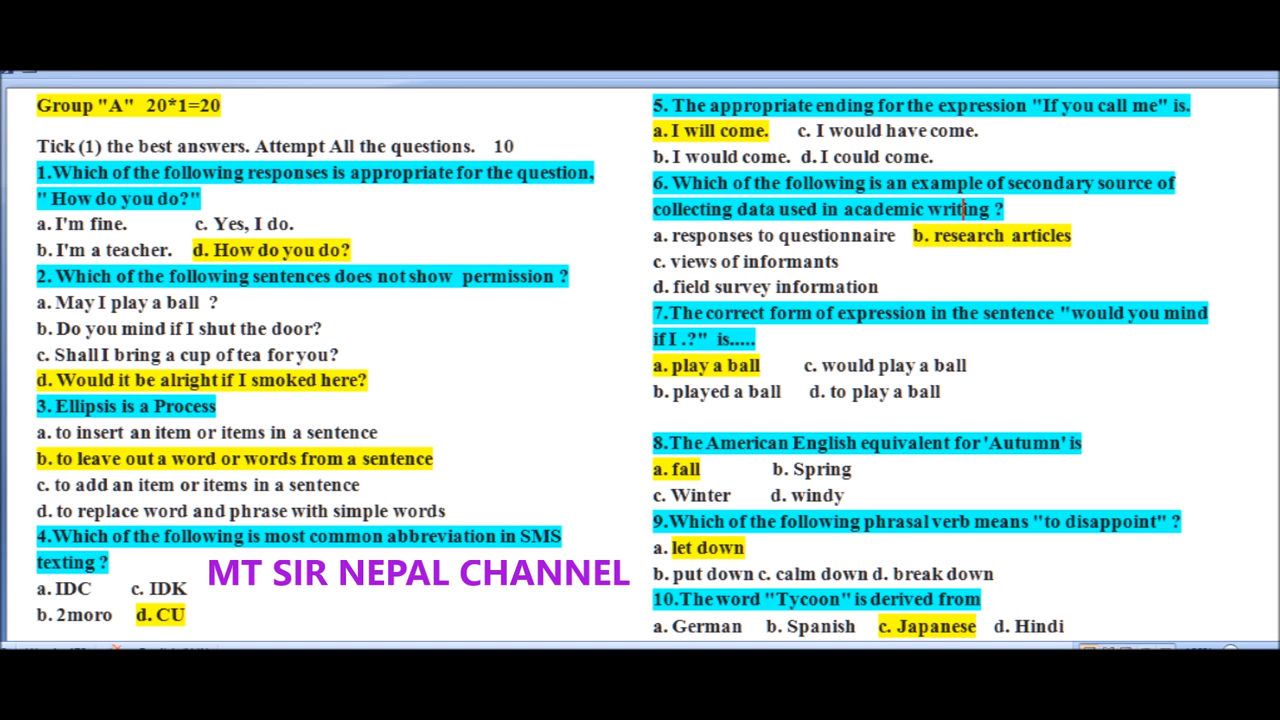 Group "A" 20*1=20
Tick (1) the best answers. Attempt All the questions. 10
1.Which of the following responses is appropriate for the question,
" How do you do?"
a. I'm fine. c. Yes, I do.
b. I'm a teacher. d. How do you do?
2. Which of the following sentences does not show permission ?
a. May I play a ball ?
b. Do you mind if I shut the door?
c. Shall I bring a cup of tea for you?
d. Would it be alright if I smoked here?
3. Ellipsis is a Process
a. to insert an item or items in a sentence
b. to leave out a word or words from a sentence
c. to add an item or items in a sentence
d. to replace word and phrase with simple words
4.Which of the following is most common abbreviation in SMS
texting ?
a. IDC c. IDK
b. 2moro d. CU
MT SIR NEPAL CHANNEL
5. The appropriate ending for the expression "If you call me" is.
a. I will come. c. I would have come.
b. I would come. d. I could come.
6. Which of the following is an example of secondary source of
collecting data used in academic writing ?
a. responses to questionnaire b. research articles
c. views of informants
d. field survey information
7.The correct form of expression in the sentence "would you mind
if I .?" is.....
a. play a ball c. would play a ball
b. played a ball d. to play a ball
8.The American English equivalent for 'Autumn' is
a. fall b. Spring
c. Winter d. windy
9.Which of the following phrasal verb means "to disappoint" ?
a. let down
b. put down c. calm down d. break down
10.The word "Tycoon" is derived from
a. German b. Spanish c. Japanese d. Hindi